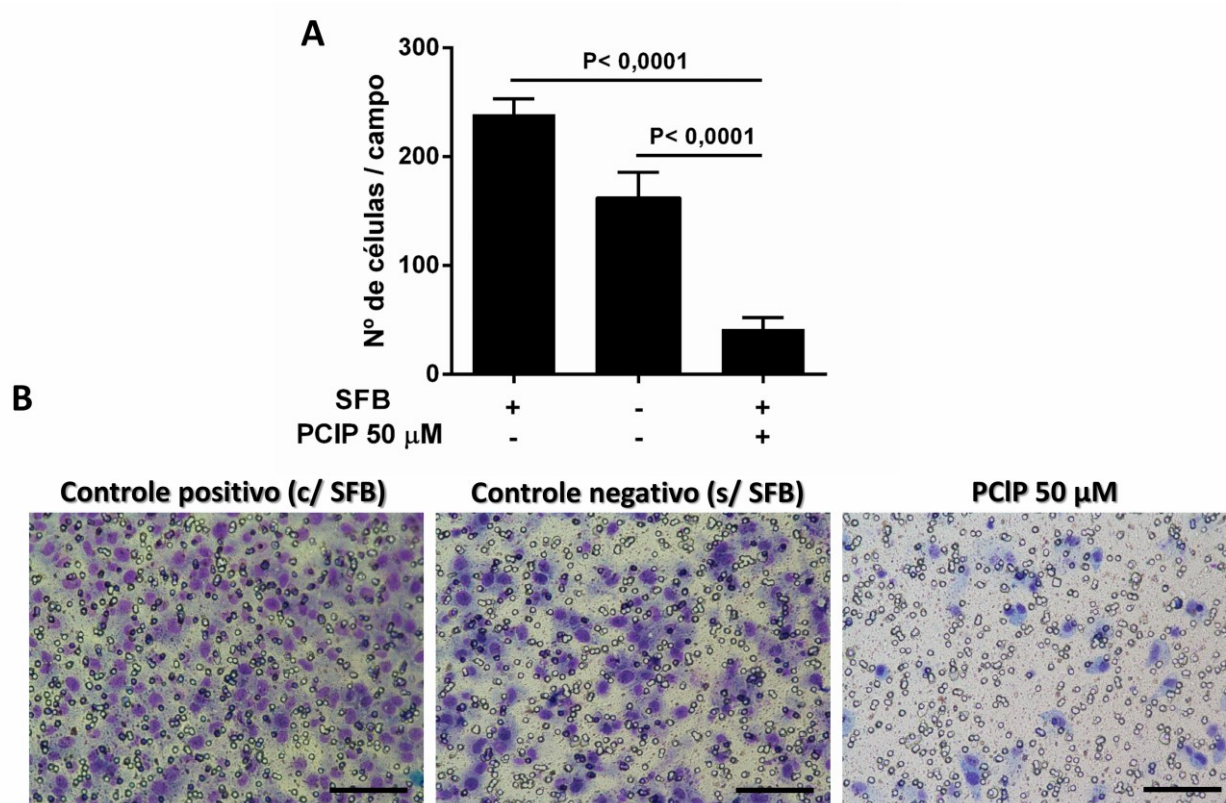 A
300
P< 0,0001
P< 0,0001
200
100
0
Nº de células / campo
SFB + - +
PClP 50 μM - - +
B
Controle positivo (c/ SFB)
Controle negativo (s/ SFB)
PClP 50 μM